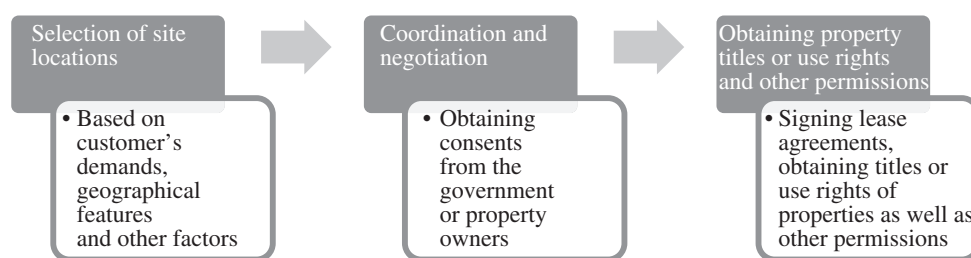 Selection of site
locations
• Based on
customer's
demands,
geographical
features
and other factors
Coordination and
negotiation
• Obtaining
consents
from the
government
or property
owners
Obtaining property
titles or use rights
and other permissions
• Signing lease
agreements,
obtaining titles or
use rights of
properties as well as
other permissions